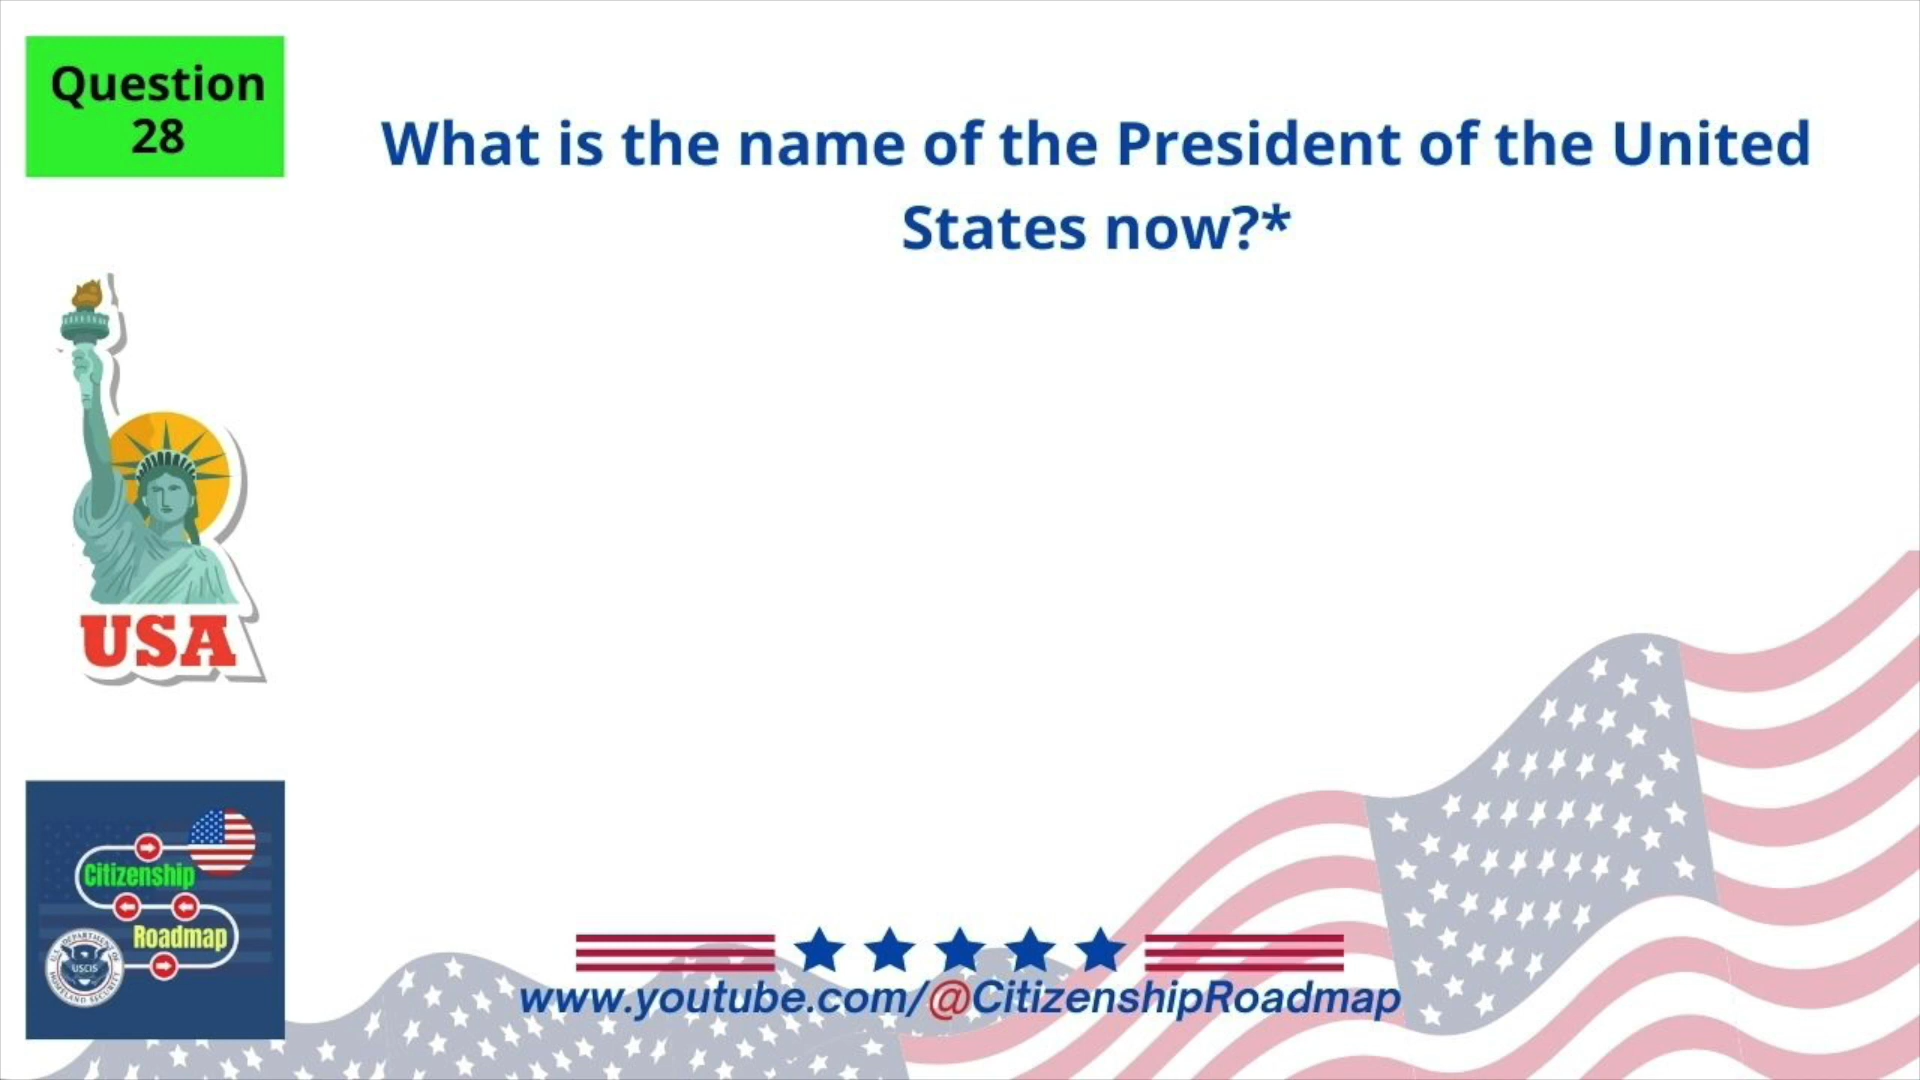 Question
28
What is the name of the President of the United
States now?*
USA
Citizenship
Roadmap
USCIS
www.youtube.com/@CitizenshipRoadmap